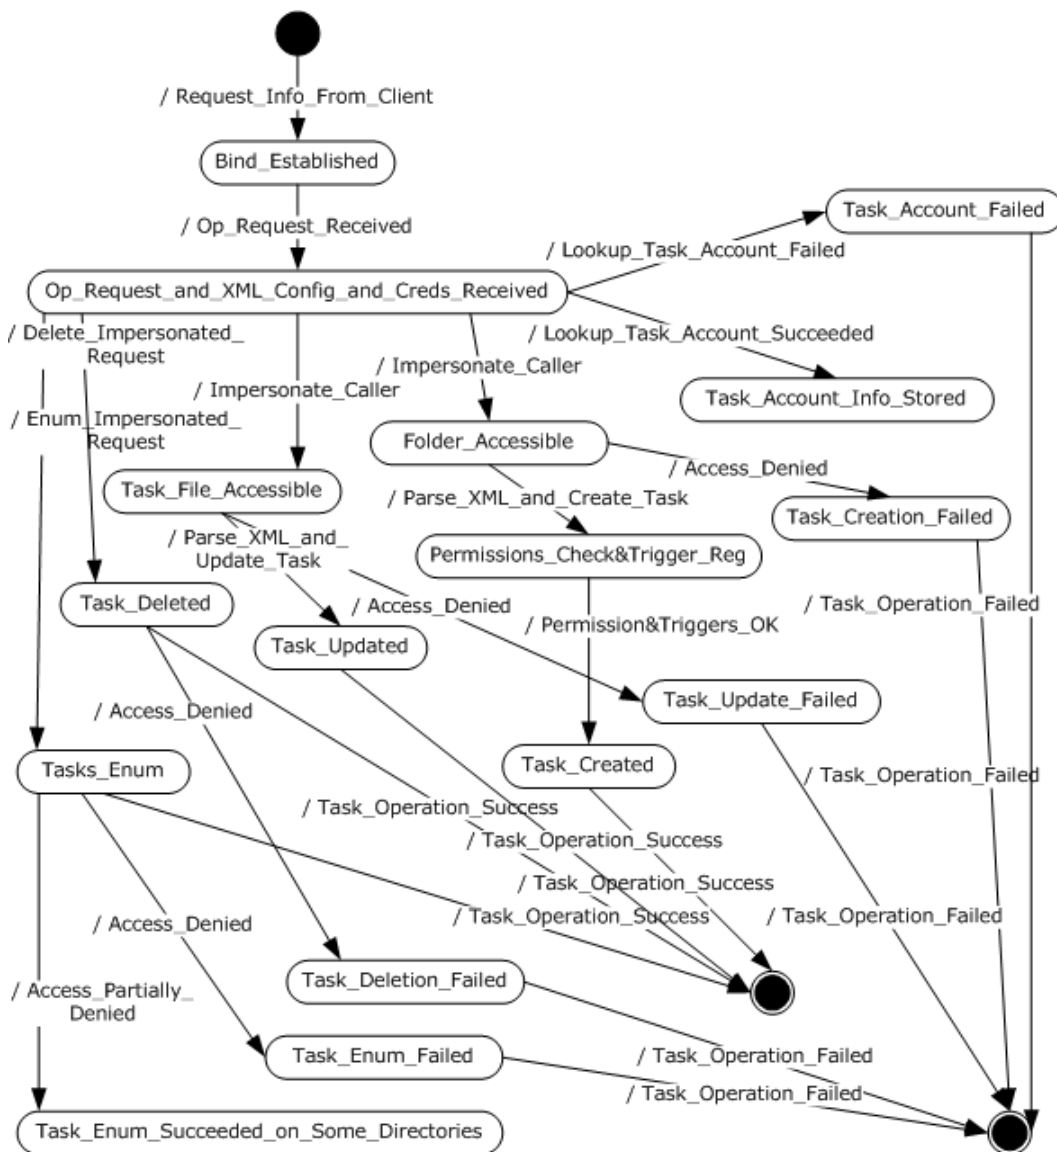 / Request_Info_From_Client
Bind_Established
/ Op_Request_Received
Task_Account_Failed
/ Lookup_Task_Account_Failed
Op_Request_and_XML_Config_and_Creds_Received
/ Delete_Impersonated_
Request
/ Lookup_Task_Account_Succeeded
/ Impersonate_Caller
/ Impersonate_Caller
Task_Account_Info_Stored
/ Enum_Impersonated_
Request
Folder_Accessible
/ Access_Denied
Task_File_Accessible
/ Parse_XML_and_Create_Task
Task_Creation_Failed
/ Parse_XML_and_
Update_Task
Permissions_Check&Trigger_Reg
Task_Deleted
/ Access_Denied
/ Task_Operation_Failed
/ Permission&Triggers_OK
Task_Updated
Task_Update_Failed
/ Access_Denied
Tasks_Enum
Task_Created
/ Task_Operation_Failed
/ Task_Operation_Success
/ Task_Operation_Success
/ Task_Operation_Success
/ Task_Operation_Success
/ Task_Operation_Failed
/ Access_Denied
Task_Deletion_Failed
/ Access_Partially_
Denied
Task_Enum_Failed
/ Task_Operation_Failed
/ Task_Operation_Failed
Task_Enum_Succeeded_on_Some_Directories